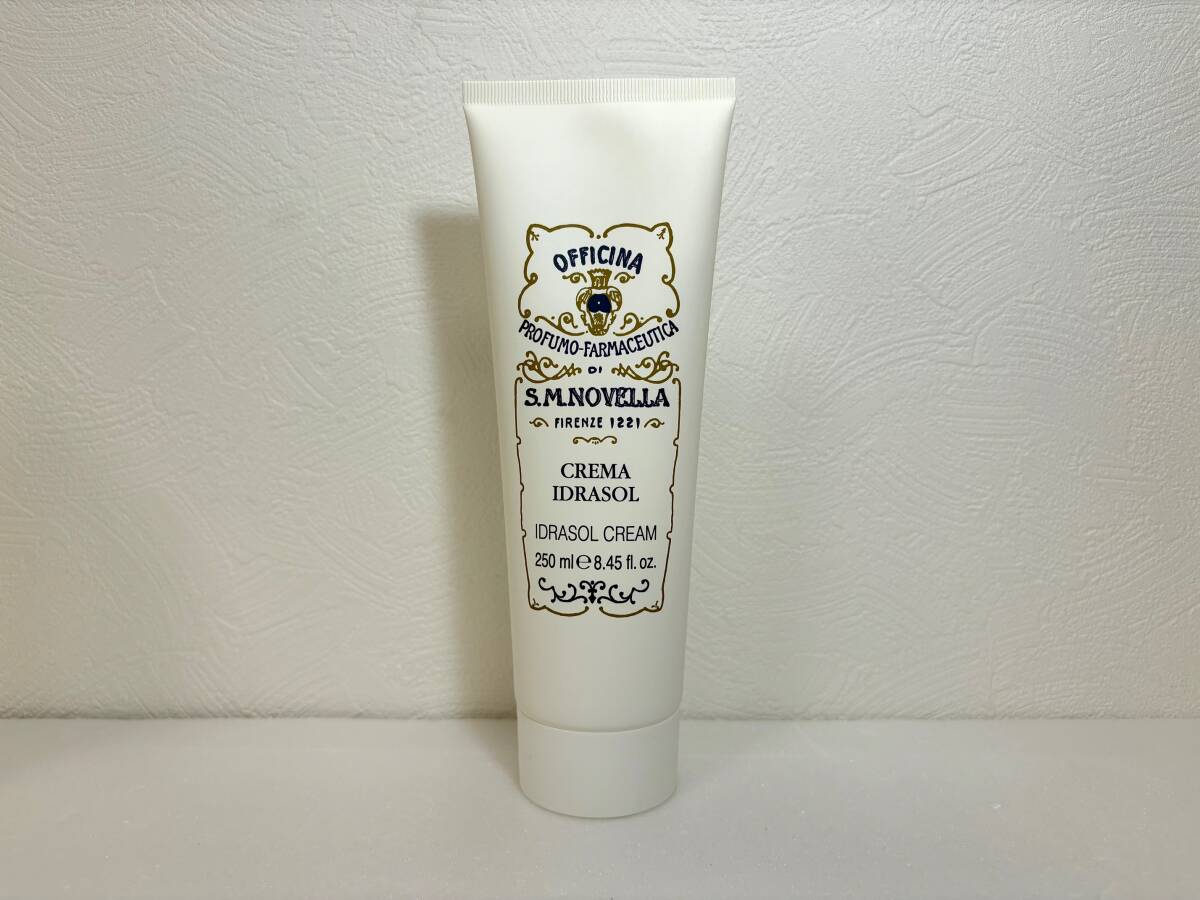 OFFICINA
PROFUMO-FARMACEUTICA
DI
S.M.NOVELLA
FIRENZE 1221
CREMA
IDRASOL
IDRASOL CREAM
250 ml ℮ 8.45 fl. oz.